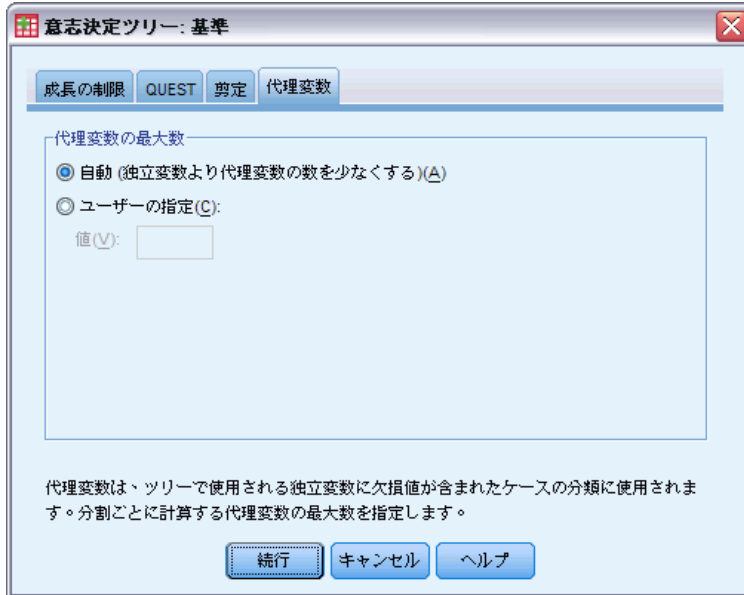 意志決定ツリー: 基準
成長の制限 QUEST 剪定 代理変数
代理変数の最大数
自動 (独立変数より代理変数の数を少なくする)(A)
ユーザーの指定(C):
値(V):
代理変数は、ツリーで使用される独立変数に欠損値が含まれたケースの分類に使用されま
す。分割ごとに計算する代理変数の最大数を指定します。
続行 キャンセル ヘルプ